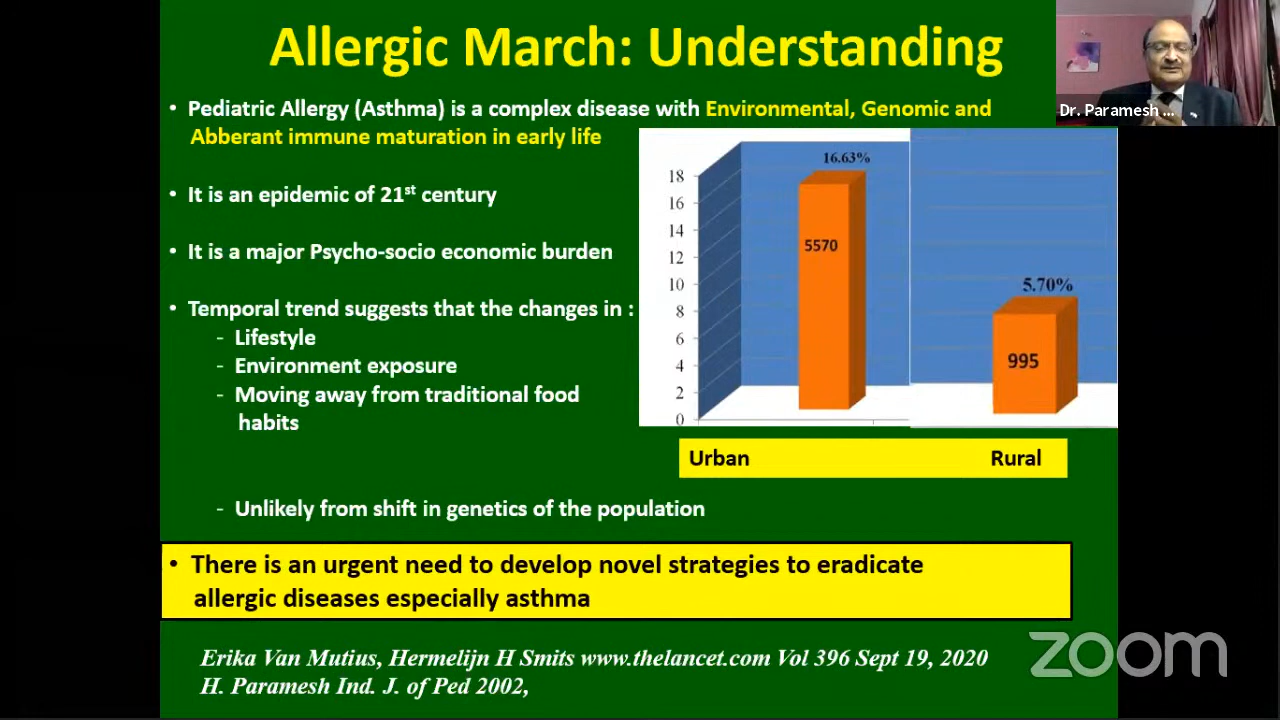 Allergic March: Understanding
Dr. Paramesh ...
• Pediatric Allergy (Asthma) is a complex disease with Environmental, Genomic and
Abberant immune maturation in early life
• It is an epidemic of 21st century
• It is a major Psycho-socio economic burden
• Temporal trend suggests that the changes in :
- Lifestyle
- Environment exposure
- Moving away from traditional food
habits
18
16
14
12
10
8
6
4
2
0
16.63%
5570
5.70%
995
Urban Rural
- Unlikely from shift in genetics of the population
• There is an urgent need to develop novel strategies to eradicate
allergic diseases especially asthma
Erika Van Mutius, Hermelijn H Smits www.thelancet.com Vol 396 Sept 19, 2020
H. Paramesh Ind. J. of Ped 2002,
zoom